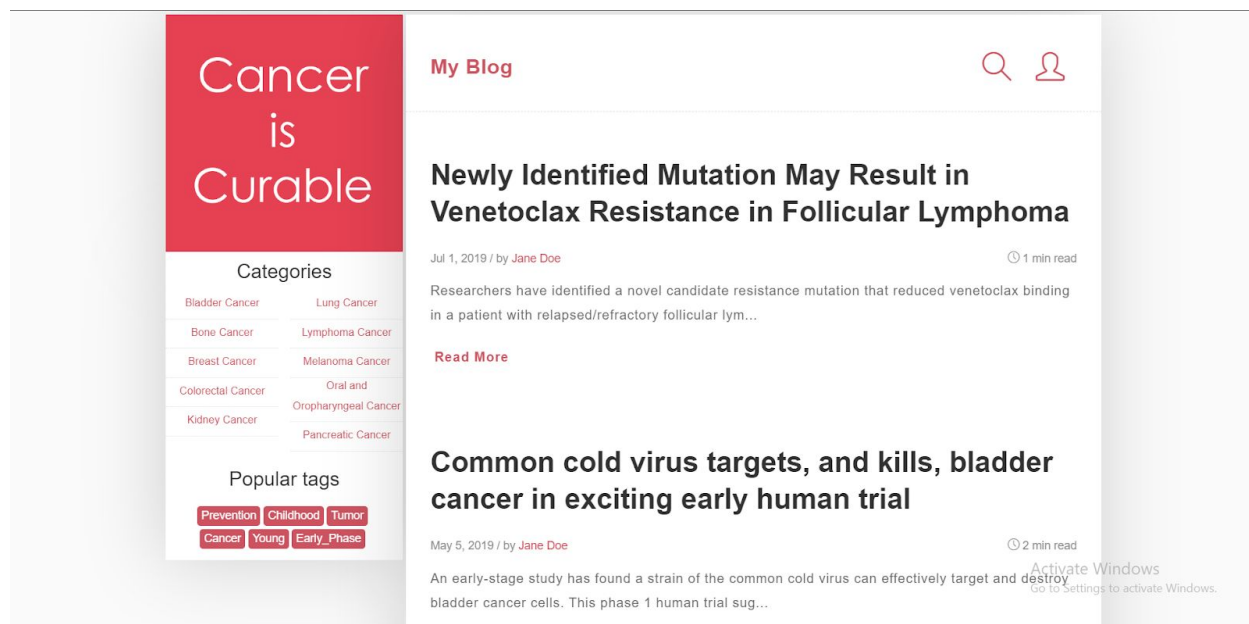 Cancer
is
Curable
Categories
Bladder Cancer
Bone Cancer
Breast Cancer
Colorectal Cancer
Kidney Cancer
Lung Cancer
Lymphoma Cancer
Melanoma Cancer
Oral and
Oropharyngeal Cancer
Pancreatic Cancer
Popular tags
Prevention Childhood Tumor
Cancer Young Early_Phase
My Blog
Newly Identified Mutation May Result in
Venetoclax Resistance in Follicular Lymphoma
Jul 1, 2019 / by Jane Doe 1 min read
Researchers have identified a novel candidate resistance mutation that reduced venetoclax binding
in a patient with relapsed/refractory follicular lym...
Read More
Common cold virus targets, and kills, bladder
cancer in exciting early human trial
May 5, 2019 / by Jane Doe 2 min read
An early-stage study has found a strain of the common cold virus can effectively target and destroy
bladder cancer cells. This phase 1 human trial sug...
Activate Windows
Go to Settings to activate Windows.